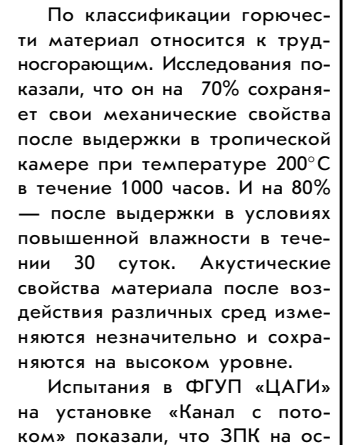 По классификации горючес-
ти материал относится к труд-
носгорающим. Исследования по-
казали, что он на 70% сохраня-
ет свои механические свойства
после выдержки в тропической
камере при температуре 200°С
в течение 1000 часов. И на 80%
— после выдержки в условиях
повышенной влажности в тече-
нии 30 суток. Акустические
свойства материала после воз-
действия различных сред изме-
няются незначительно и сохра-
няются на высоком уровне.
Испытания в ФГУП «ЦАГИ»
на установке «Канал с пото-
ком» показали, что ЗПК на ос-